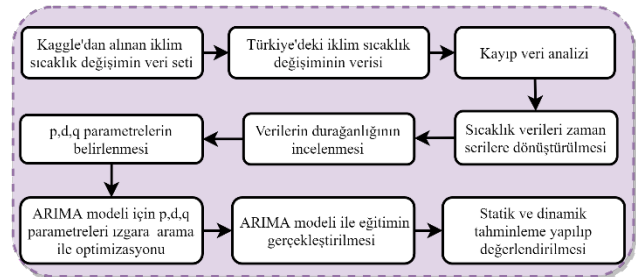 Kaggle'dan alınan iklim
sıcaklık değişimin veri seti
Türkiye'deki iklim sıcaklık
değişiminin verisi
Kayıp veri analizi
Sıcaklık verileri zaman
serilere dönüştürülmesi
Verilerin durağanlığının
incelenmesi
p,d,q parametrelerin
belirlenmesi
ARIMA modeli için p,d,q
parametreleri ızgara arama
ile optimizasyonu
ARIMA modeli ile eğitimin
gerçekleştirilmesi
Statik ve dinamik
tahminleme yapılıp
değerlendirilmesi